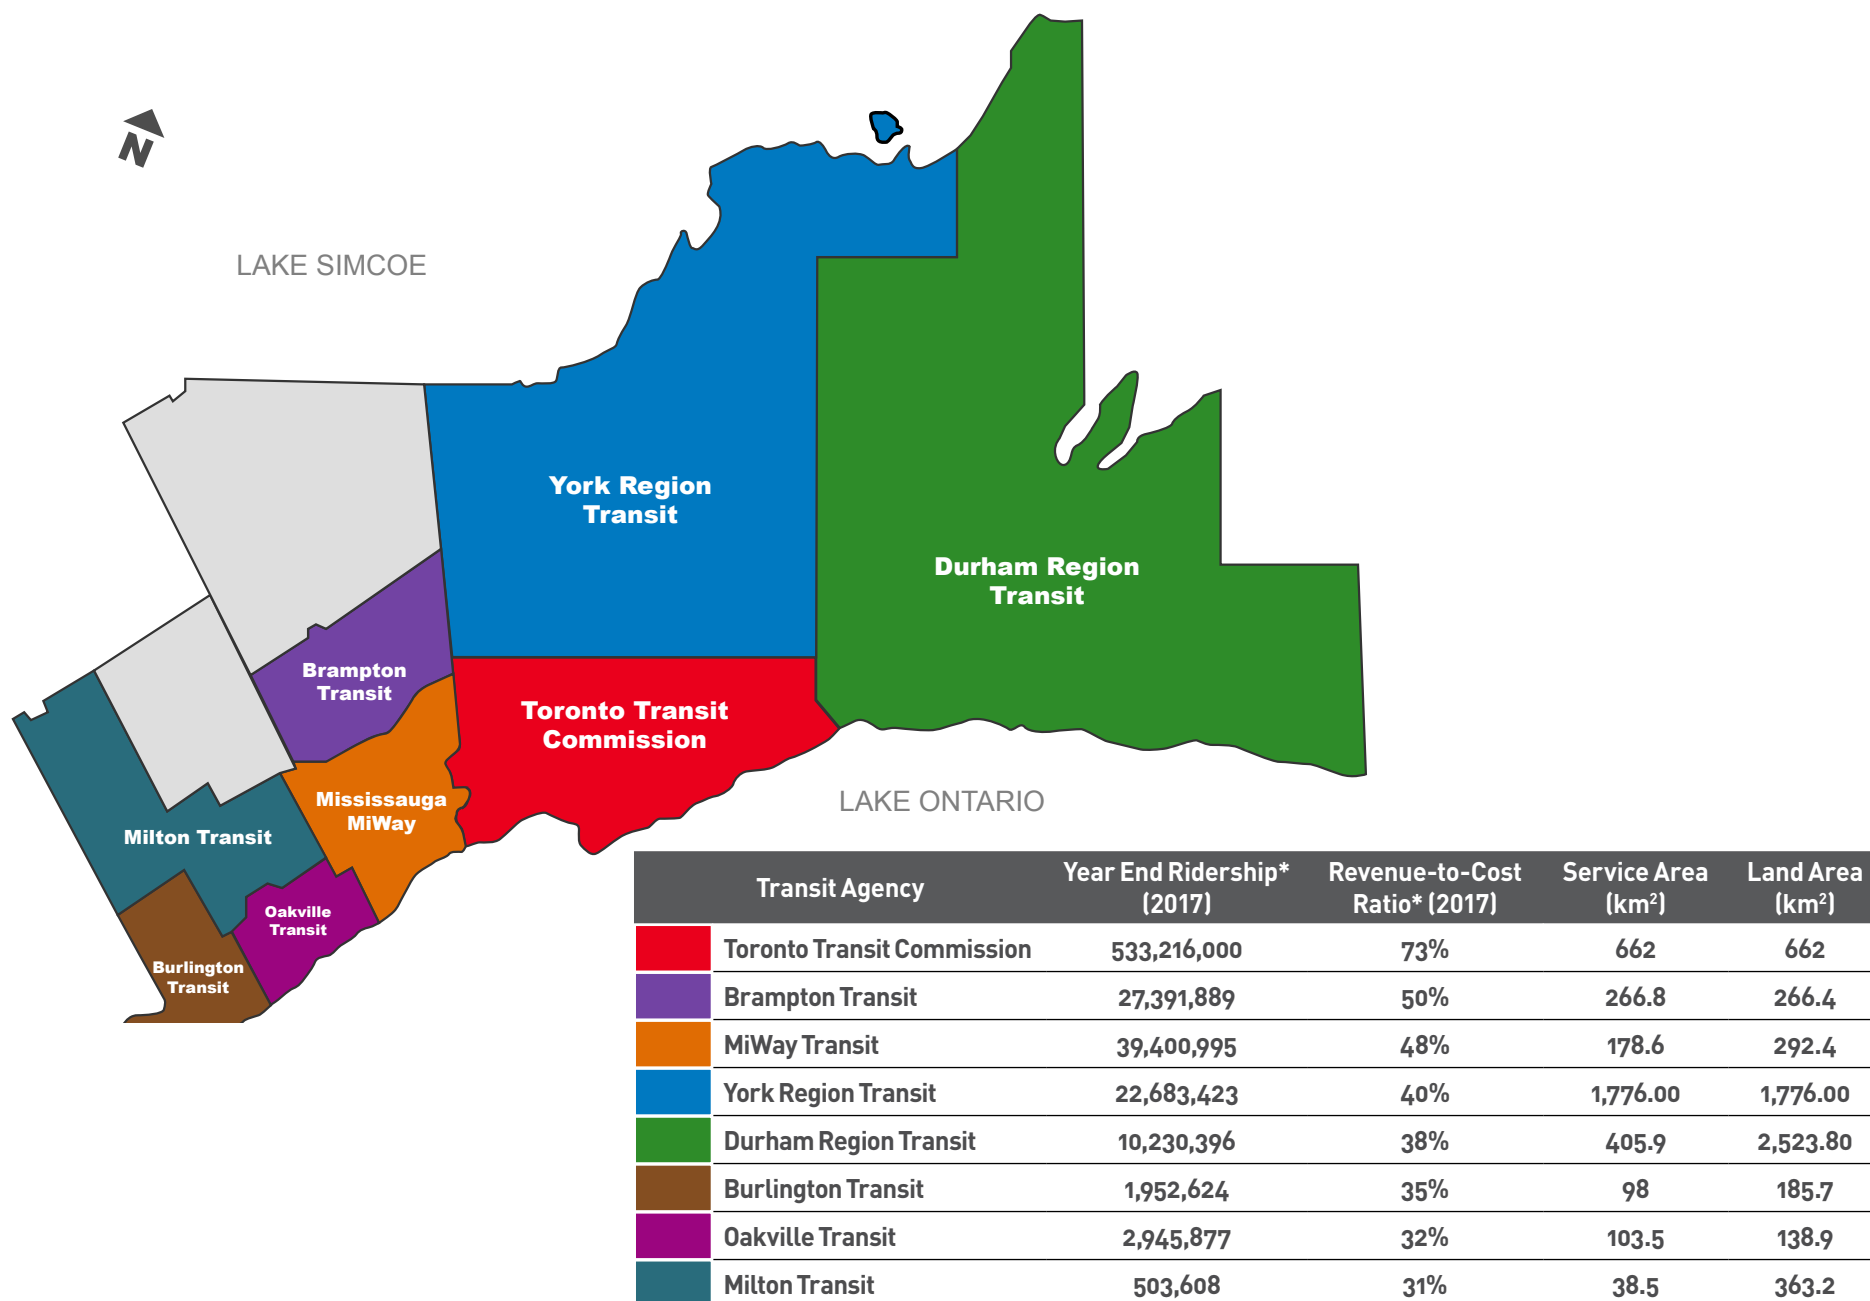 N
LAKE SIMCOE
York Region
Transit
Durham Region
Transit
Brampton
Transit
Toronto Transit
Commission
LAKE ONTARIO
Mississauga
MiWay
Milton Transit
Oakville
Transit
Burlington
Transit
Transit Agency Year End Ridership* (2017) Revenue-to-Cost Ratio* (2017) Service Area (km²) Land Area (km²)
Toronto Transit Commission 533,216,000 73% 662 662
Brampton Transit 27,391,889 50% 266.8 266.4
MiWay Transit 39,400,995 48% 178.6 292.4
York Region Transit 22,683,423 40% 1,776.00 1,776.00
Durham Region Transit 10,230,396 38% 405.9 2,523.80
Burlington Transit 1,952,624 35% 98 185.7
Oakville Transit 2,945,877 32% 103.5 138.9
Milton Transit 503,608 31% 38.5 363.2